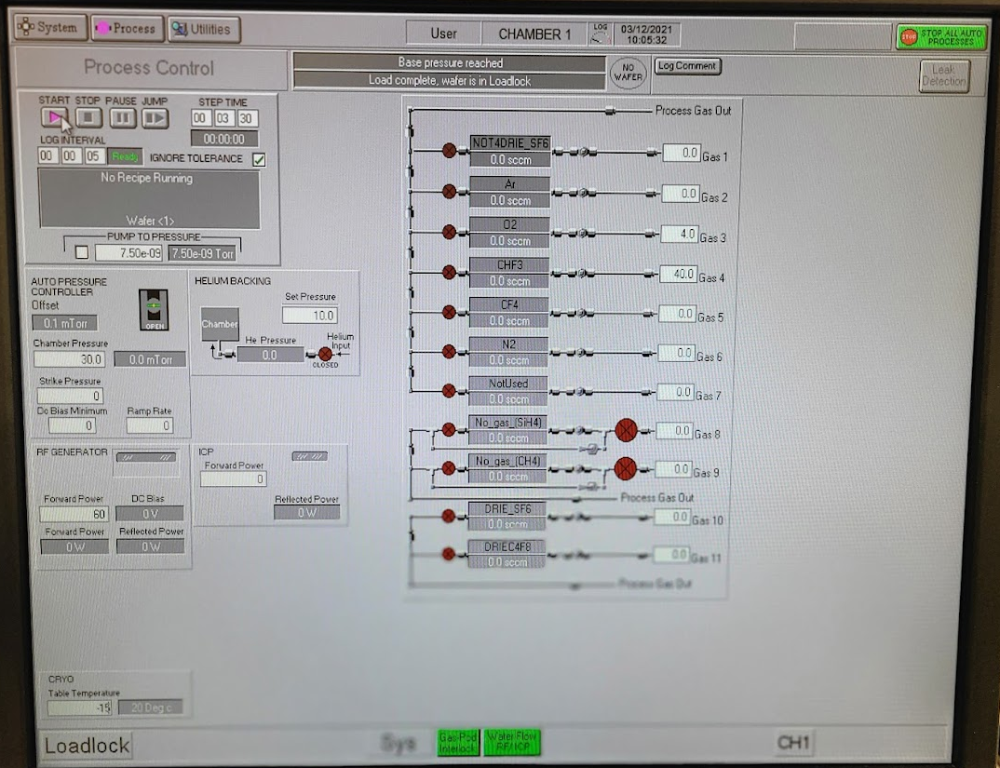 System Process Utilities
User CHAMBER 1 LOG 03/12/2021
10:05:32
STOP STOP ALL AUTO
PROCESSES
Process Control
Base pressure reached
Load complete, wafer is in Loadlock
NO
WAFER
Log Comment
Leak
Detection
START STOP PAUSE JUMP STEP TIME
00 03 30
00:00:00
LOG INTERVAL
00 00 05 Ready IGNORE TOLERANCE
No Recipe Running
Wafer <1>
PUMP TO PRESSURE
7.50e-09 7.50e-09 Torr
AUTO PRESSURE
CONTROLLER
Offset
0.1 mTorr
OPEN
Chamber Pressure
30.0 0.0 mTorr
Strike Pressure
0
Dc Bias Minimum Ramp Rate
0 0
HELIUM BACKING
Set Pressure
10.0
Chamber
He Pressure
0.0
Helium
Input
CLOSED
RF GENERATOR
Forward Power DC Bias
60 0 V
Forward Power Reflected Power
0 W 0 W
ICP
Forward Power
0
Reflected Power
0 W
Process Gas Out
NOT4DRIE_SF6
0.0 sccm 0.0 Gas 1
Ar
0.0 sccm 0.0 Gas 2
O2
0.0 sccm 4.0 Gas 3
CHF3
0.0 sccm 40.0 Gas 4
CF4
0.0 sccm 0.0 Gas 5
N2
0.0 sccm 0.0 Gas 6
NotUsed
0.0 sccm 0.0 Gas 7
No_gas_(SiH4)
0.0 sccm 0.0 Gas 8
No_gas_(CH4)
0.0 sccm 0.0 Gas 9
Process Gas Out
DRIE_SF6
0.0 sccm 0.0 Gas 10
DRIEC4F8
0.0 sccm 0.0 Gas 11
Process Gas Out
CRYO
Table Temperature
-15 20 Deg c
Loadlock Sys
Gas-Pod
Interlock
Water Flow
RF/ICP
CH1